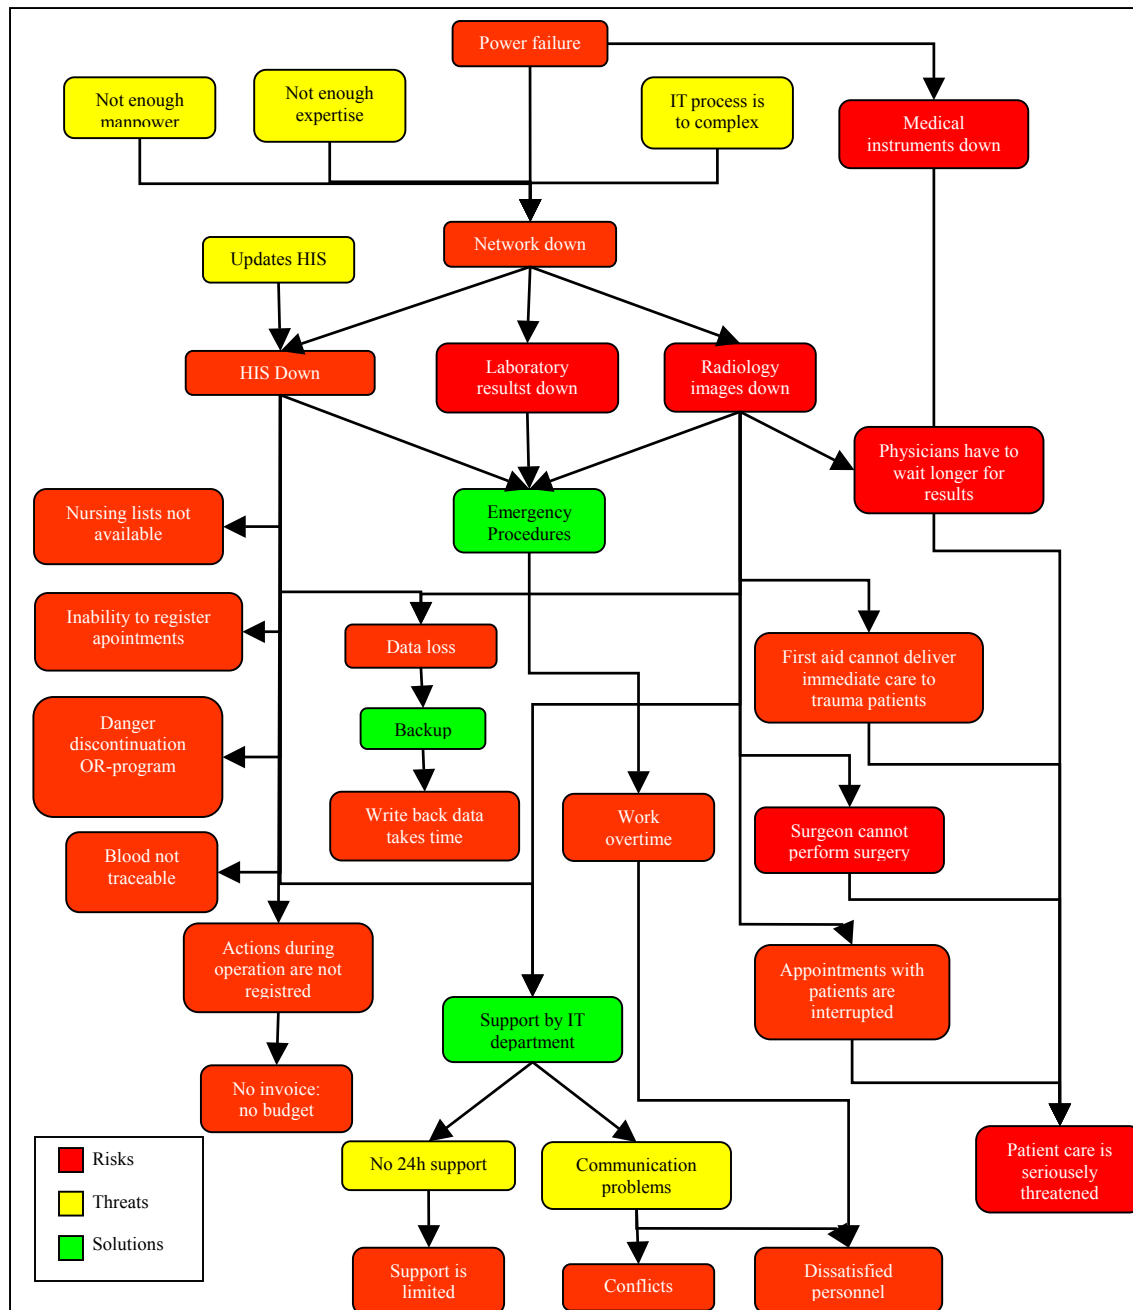 Power failure
Not enough
manpower
Not enough
expertise
IT process is
to complex
Medical
instruments down
Network down
Updates HIS
HIS Down
Laboratory
resultst down
Radiology
images down
Physicians have to
wait longer for
results
Nursing lists not
available
Emergency
Procedures
Inability to register
apointments
Data loss
First aid cannot deliver
immediate care to
trauma patients
Danger
discontinuation
OR-program
Backup
Write back data
takes time
Work
overtime
Surgeon cannot
perform surgery
Blood not
traceable
Actions during
operation are not
registred
Appointments with
patients are
interrupted
Support by IT
department
No invoice:
no budget
Risks
Threats
Solutions
No 24h support
Communication
problems
Patient care is
seriousely
threatened
Support is
limited
Conflicts
Dissatisfied
personnel